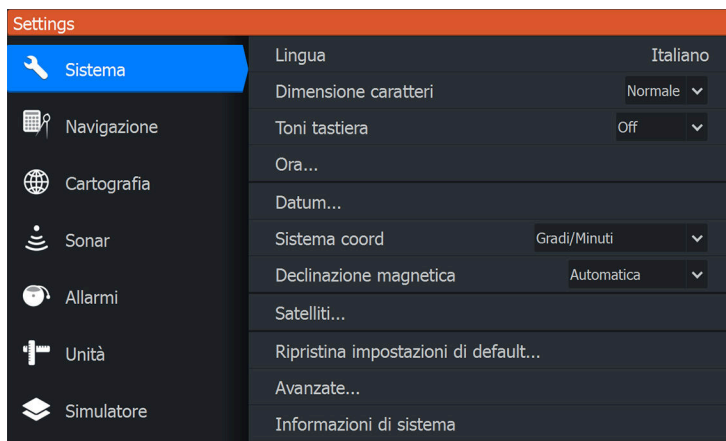 Settings
Sistema
Navigazione
Cartografia
Sonar
Allarmi
Unità
Simulatore
Lingua Italiano
Dimensione caratteri Normale
Toni tastiera Off
Ora...
Datum...
Sistema coord Gradi/Minuti
Declinazione magnetica Automatica
Satelliti...
Ripristina impostazioni di default...
Avanzate...
Informazioni di sistema